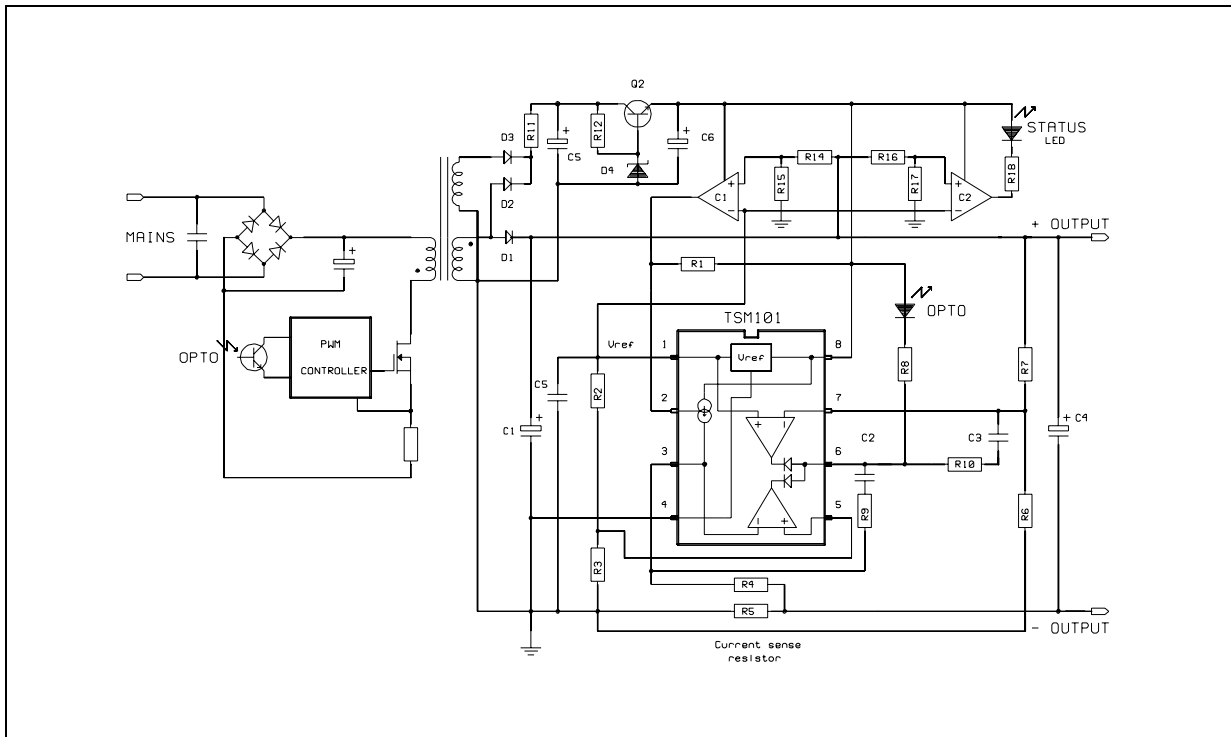 Q2
D3
R11
C5
R12
C6
D4
D2
STATUS
LED
R14
R16
R15
R17
R18
C1
C2
MAINS
D1
+ OUTPUT
R1
OPTO
TSM101
OPTO
PWM
CONTROLLER
Vref
1
Vref
8
R8
R7
C5
R2
2
7
C1
C2
C3
C4
3
6
R10
4
5
R9
R6
R3
R4
R5
- OUTPUT
Current sense
resistor